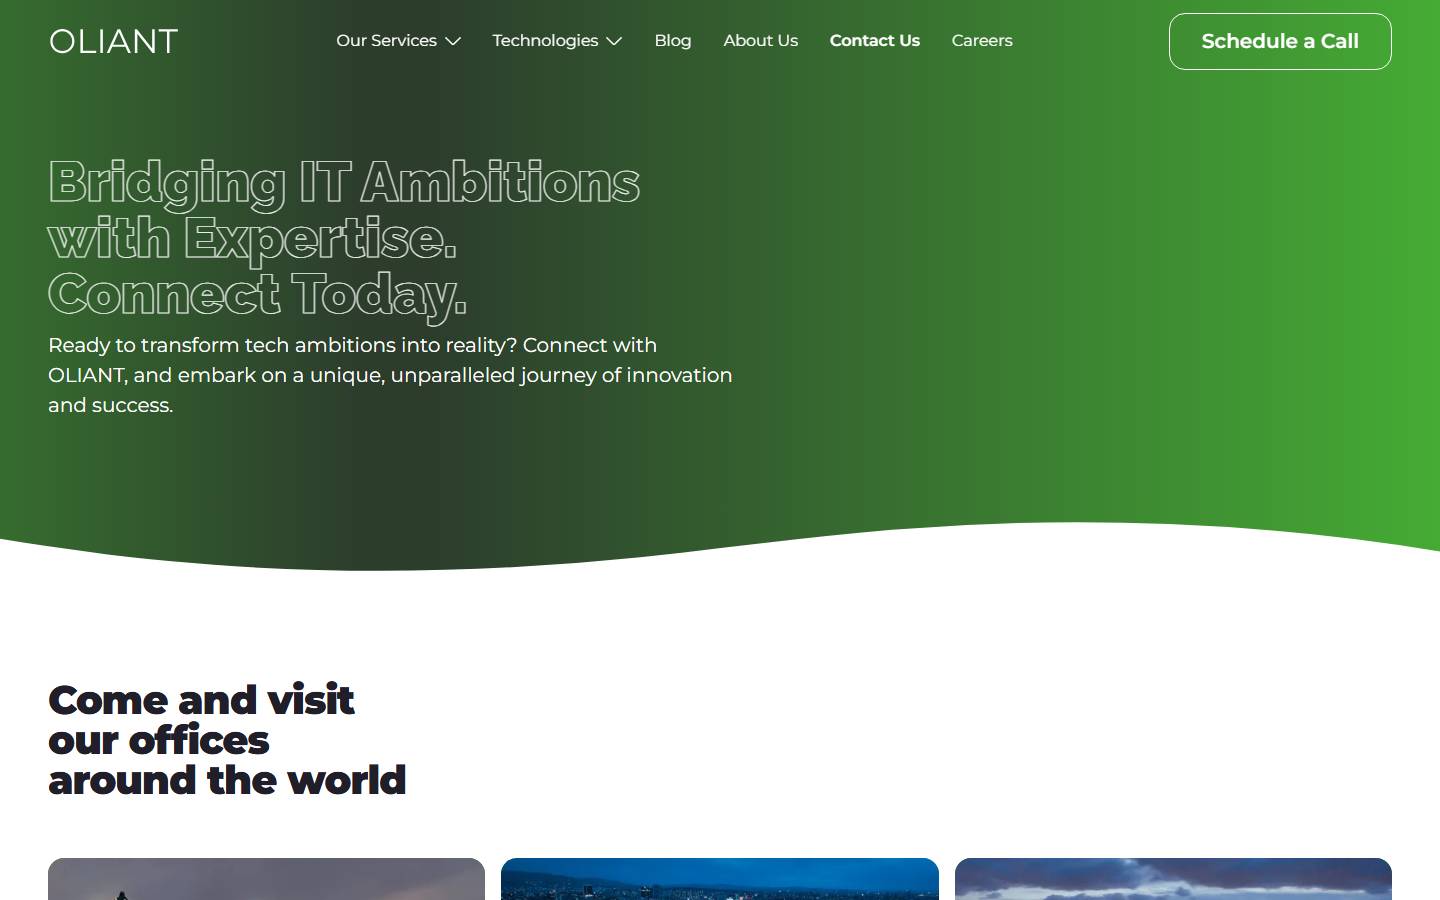 OLIANT
Our Services
Technologies
Blog
About Us
Contact Us
Careers
Schedule a Call
Bridging IT Ambitions
with Expertise.
Connect Today.
Ready to transform tech ambitions into reality? Connect with
OLIANT, and embark on a unique, unparalleled journey of innovation
and success.
Come and visit
our offices
around the world